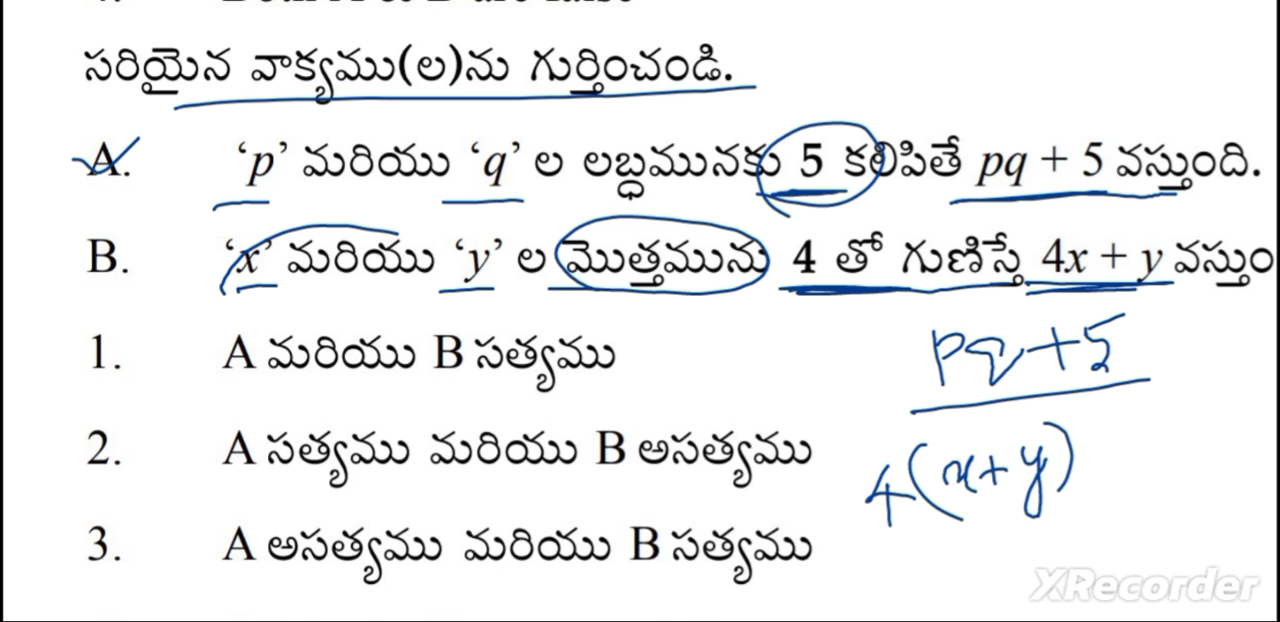 సరియైన వాక్యము(ల)ను గుర్తించండి.
A. ‘p’ మరియు ‘q’ ల లబ్ధమునకు 5 కలిపితే pq + 5 వస్తుంది.
B. ‘x’ మరియు ‘y’ ల మొత్తమును 4 తో గుణిస్తే 4x + y వస్తుం
1. A మరియు B సత్యము
pq+5
2. A సత్యము మరియు B అసత్యము
4(x+y)
3. A అసత్యము మరియు B సత్యము
XRecorder